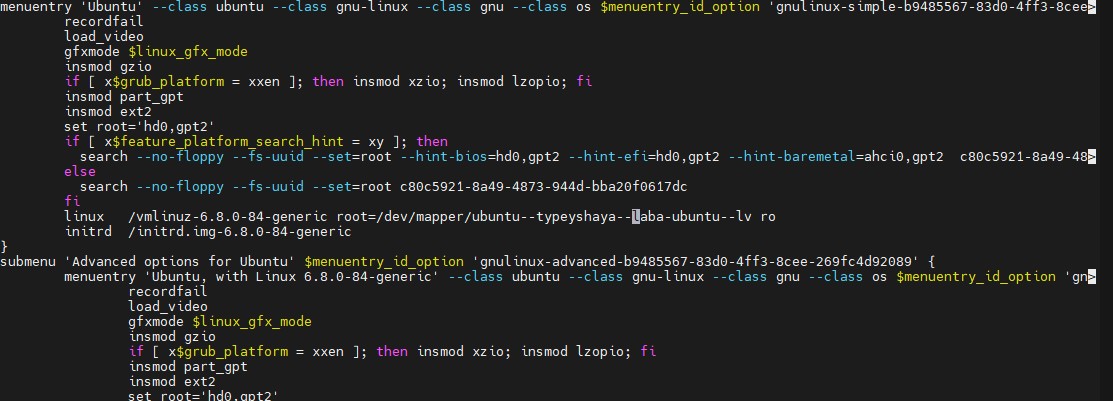 menuentry 'Ubuntu' --class ubuntu --class gnu-linux --class gnu --class os $menuentry_id_option 'gnulinux-simple-b9485567-83d0-4ff3-8cee>
        recordfail
        load_video
        gfxmode $linux_gfx_mode
        insmod gzio
        if [ x$grub_platform = xxen ]; then insmod xzio; insmod lzopio; fi
        insmod part_gpt
        insmod ext2
        set root='hd0,gpt2'
        if [ x$feature_platform_search_hint = xy ]; then
          search --no-floppy --fs-uuid --set=root --hint-bios=hd0,gpt2 --hint-efi=hd0,gpt2 --hint-baremetal=ahci0,gpt2  c80c5921-8a49-48>
        else
          search --no-floppy --fs-uuid --set=root c80c5921-8a49-4873-944d-bba20f0617dc
        fi
        linux   /vmlinuz-6.8.0-84-generic root=/dev/mapper/ubuntu--typeyshaya--laba-ubuntu--lv ro
        initrd  /initrd.img-6.8.0-84-generic
}
submenu 'Advanced options for Ubuntu' $menuentry_id_option 'gnulinux-advanced-b9485567-83d0-4ff3-8cee-269fc4d92089' {
        menuentry 'Ubuntu, with Linux 6.8.0-84-generic' --class ubuntu --class gnu-linux --class gnu --class os $menuentry_id_option 'gn>
                recordfail
                load_video
                gfxmode $linux_gfx_mode
                insmod gzio
                if [ x$grub_platform = xxen ]; then insmod xzio; insmod lzopio; fi
                insmod part_gpt
                insmod ext2
                set root='hd0,gpt2'